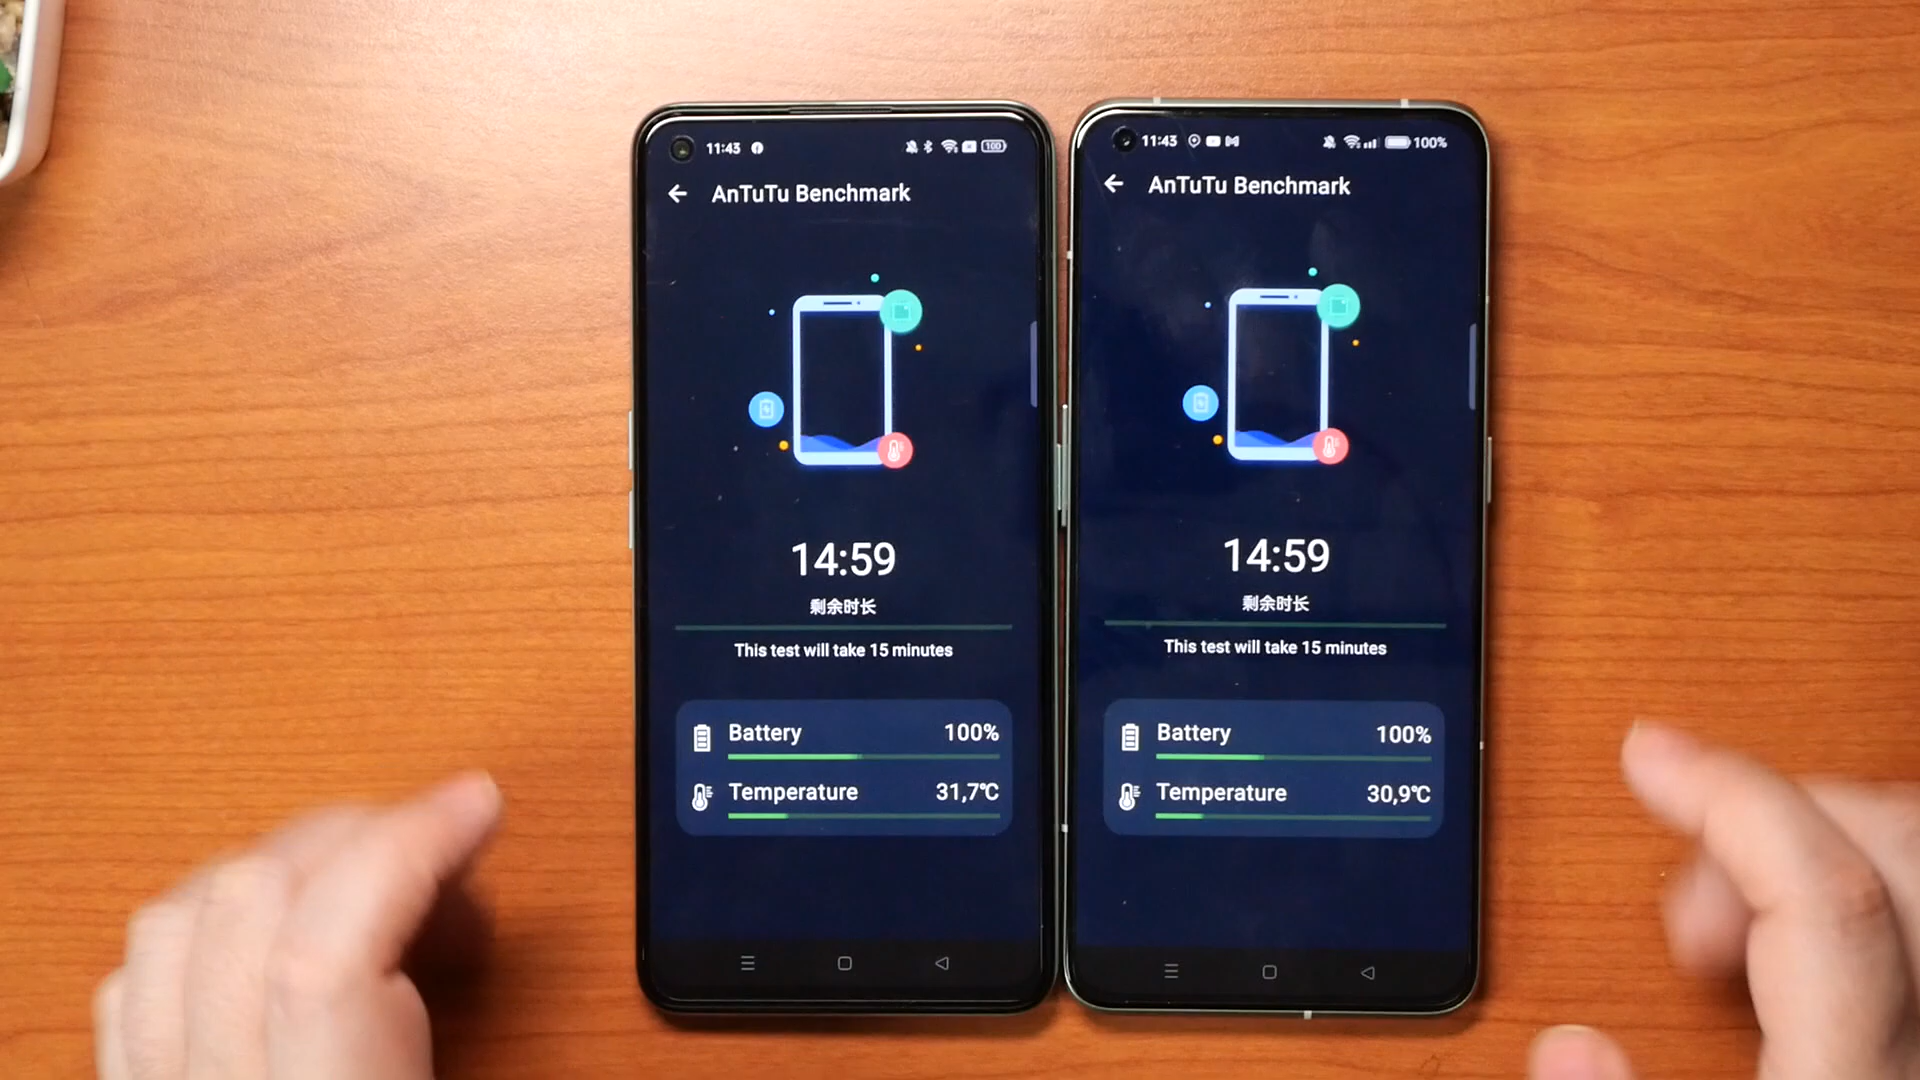 11:43
100
AnTuTu Benchmark
14:59
剩余时长
This test will take 15 minutes
Battery 100%
Temperature 31,7℃
11:43
100%
AnTuTu Benchmark
14:59
剩余时长
This test will take 15 minutes
Battery 100%
Temperature 30,9℃